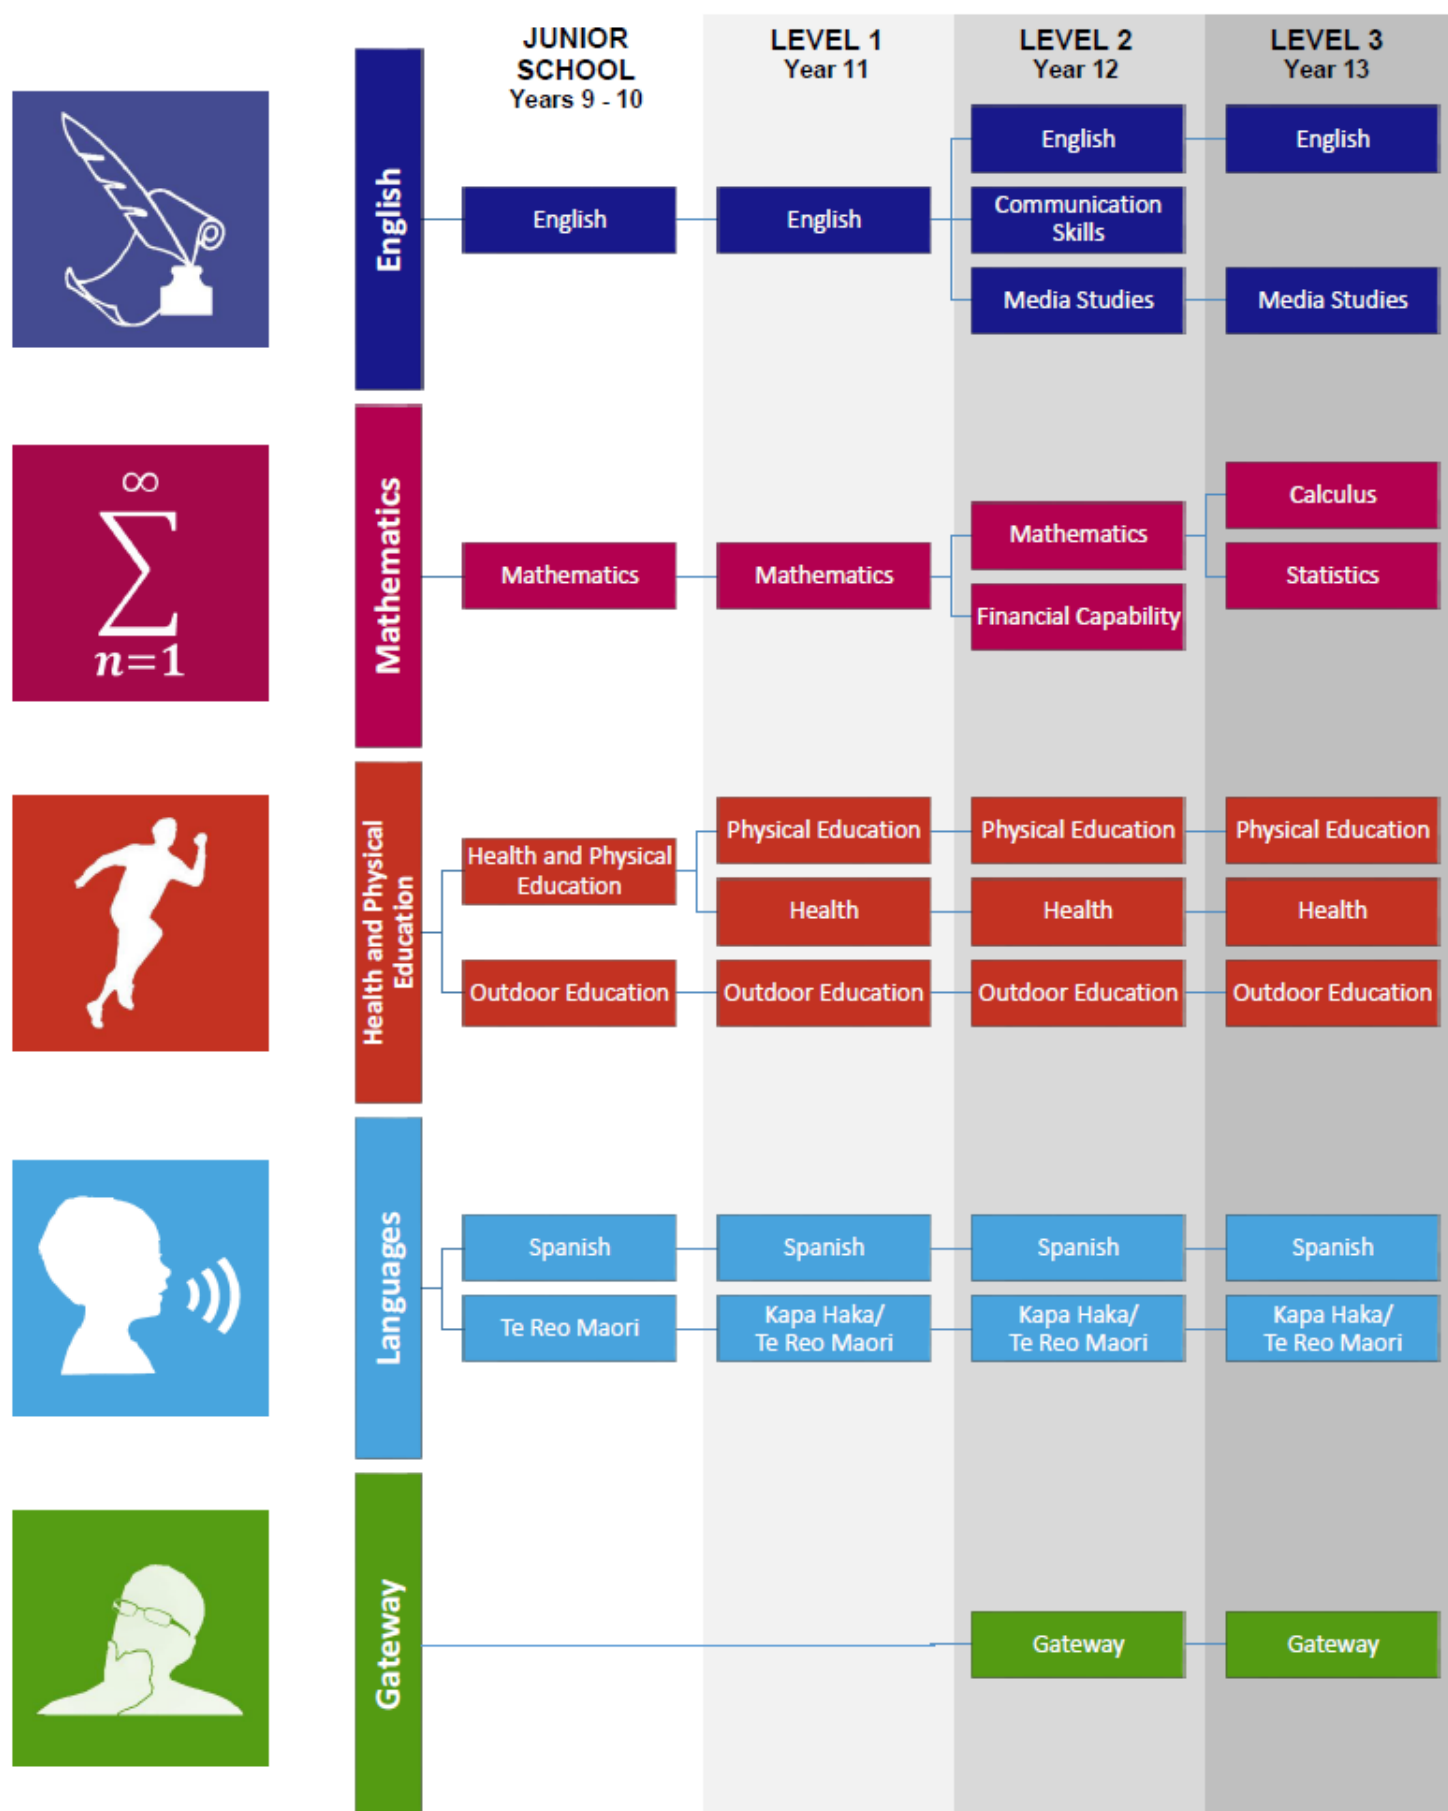 JUNIOR
SCHOOL
Years 9 - 10
LEVEL 1
Year 11
LEVEL 2
Year 12
LEVEL 3
Year 13
English
English
English
English
English
Communication
Skills
Media Studies
Media Studies
∞
∑
n=1
Mathematics
Mathematics
Mathematics
Mathematics
Financial Capability
Calculus
Statistics
Health and Physical
Education
Health and Physical
Education
Physical Education
Physical Education
Physical Education
Health
Health
Health
Outdoor Education
Outdoor Education
Outdoor Education
Outdoor Education
Languages
Spanish
Spanish
Spanish
Spanish
Te Reo Maori
Kapa Haka/
Te Reo Maori
Kapa Haka/
Te Reo Maori
Kapa Haka/
Te Reo Maori
Gateway
Gateway
Gateway